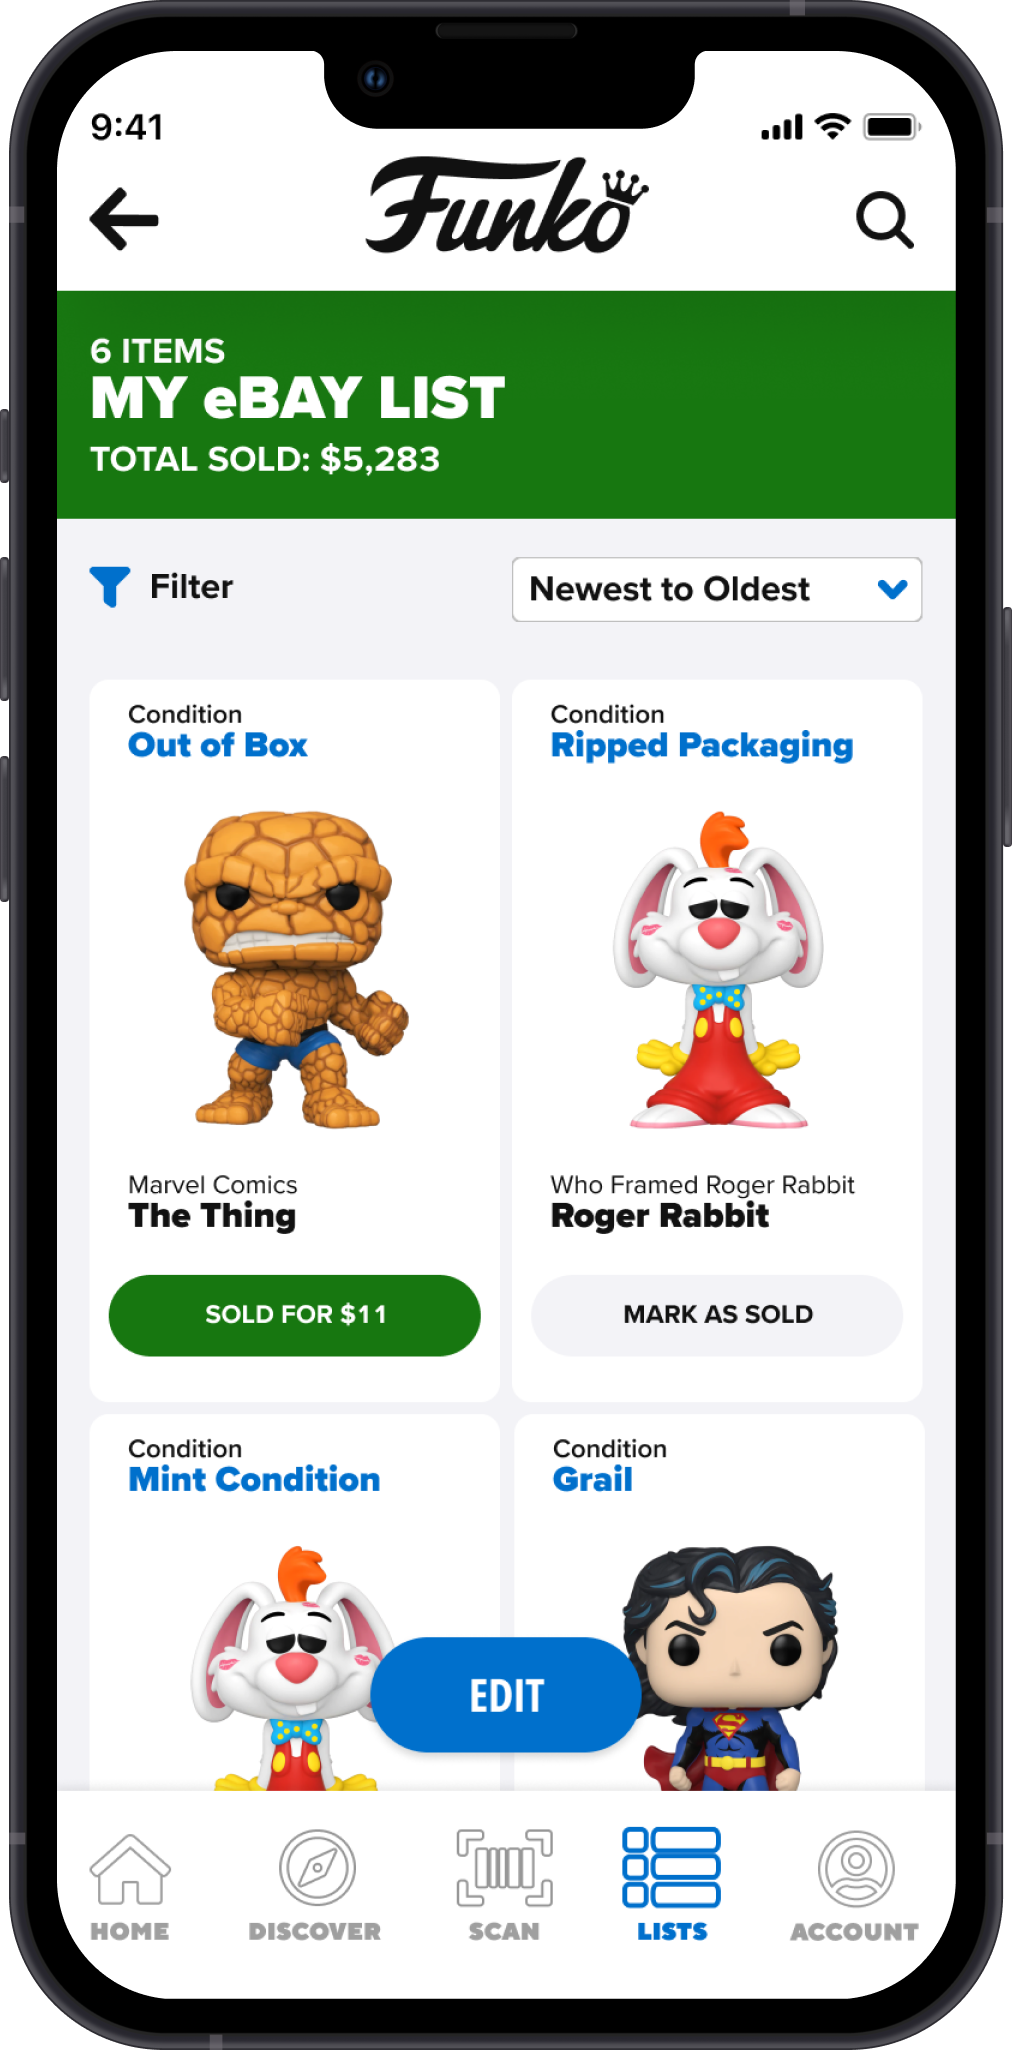 9:41
Funko
6 ITEMS
MY eBAY LIST
TOTAL SOLD: $5,283
Filter
Newest to Oldest
Condition
Out of Box
Condition
Ripped Packaging
Marvel Comics
The Thing
Who Framed Roger Rabbit
Roger Rabbit
SOLD FOR $11
MARK AS SOLD
Condition
Mint Condition
Condition
Grail
EDIT
HOME
DISCOVER
SCAN
LISTS
ACCOUNT